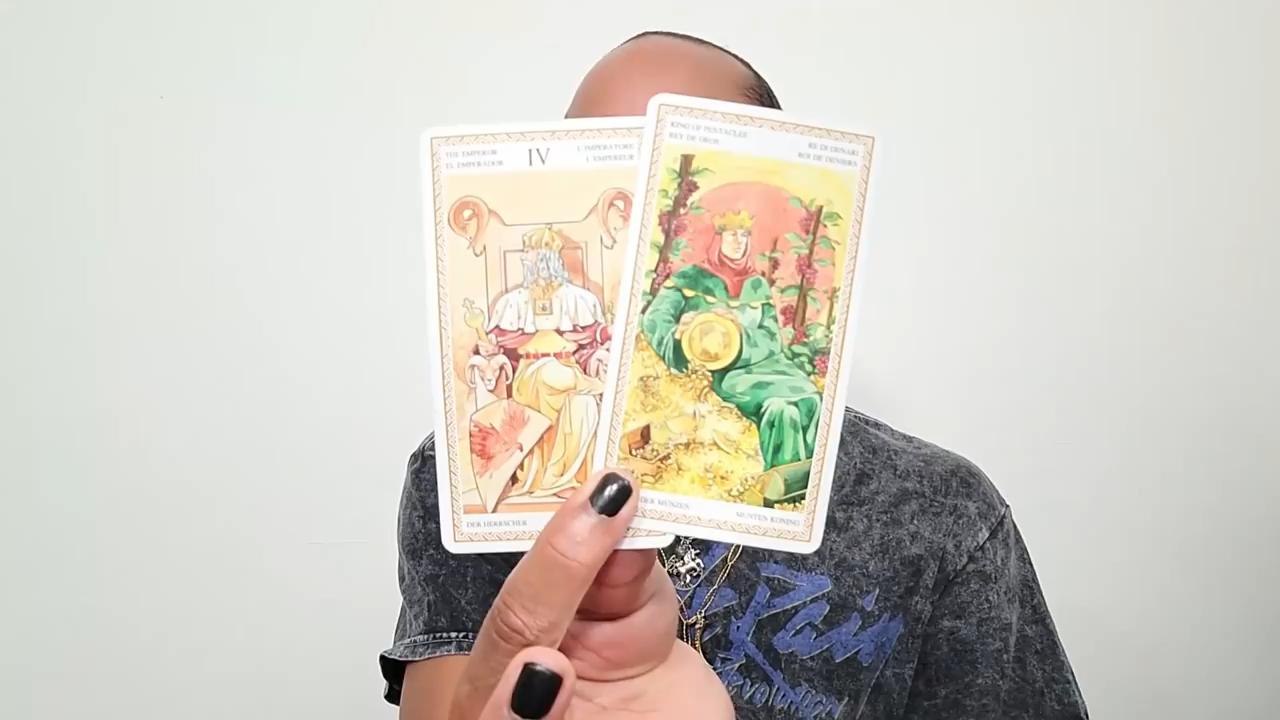 THE EMPEROR
EL EMPERADOR
IV
L'IMPERATORE
L'EMPEREUR
DER HERRSCHER
KING OF PENTACLES
REY DE OROS
RE DI DENARI
ROI DE DENIERS
DER MÜNZEN
MUNTEN KONING
Rain